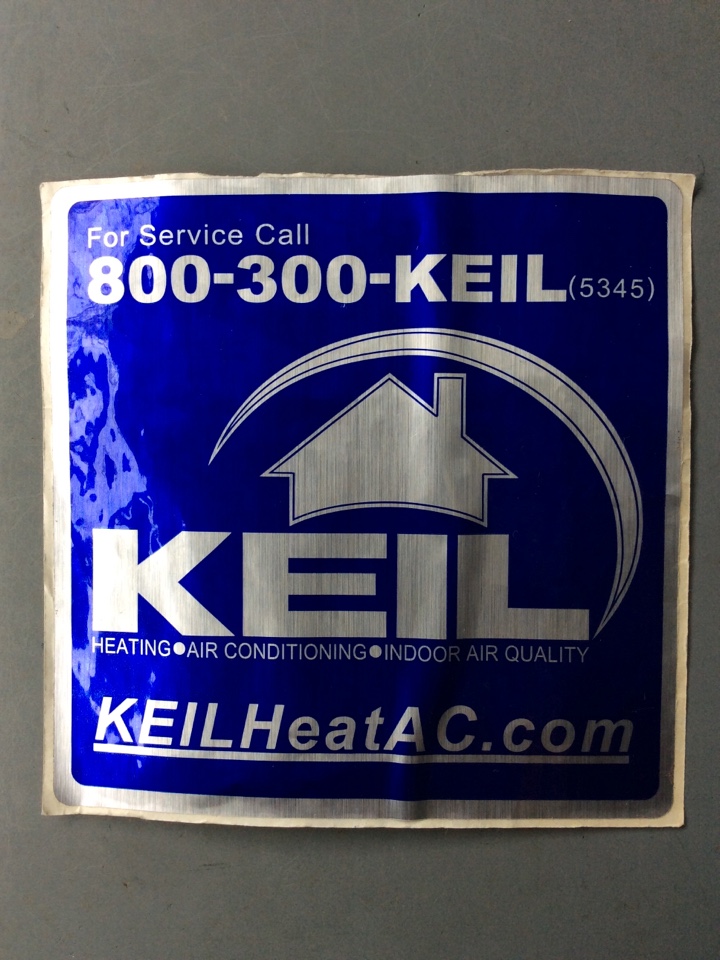 For Service Call
800-300-KEIL(5345)
KEIL
HEATING•AIR CONDITIONING•INDOOR AIR QUALITY
KEILHeatAC.com